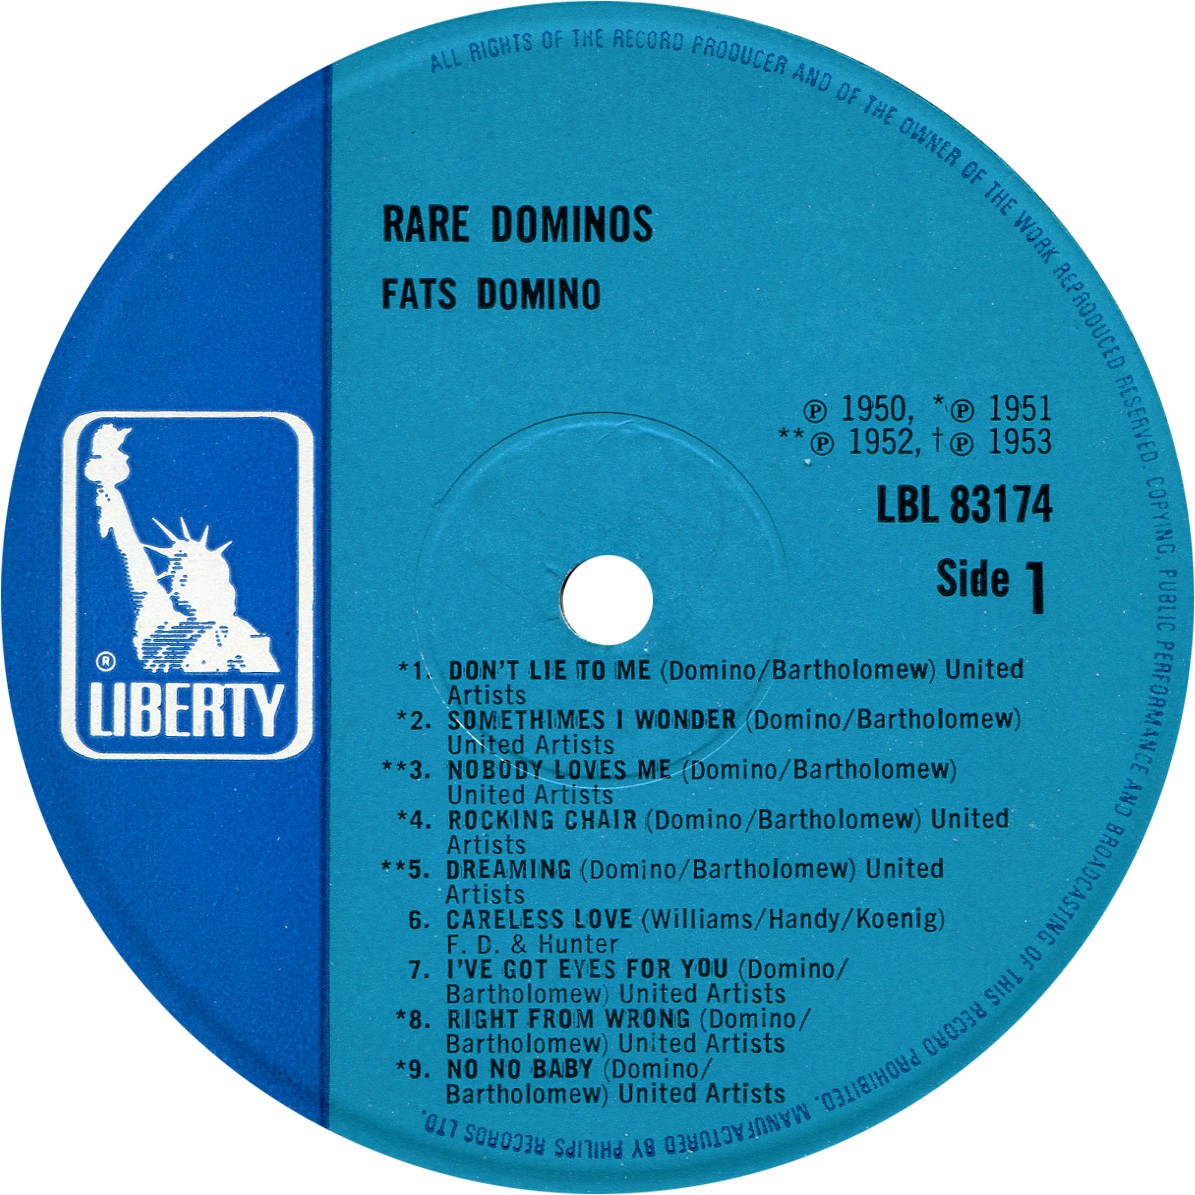 ALL RIGHTS OF THE RECORD PRODUCER AND OF THE OWNER OF THE WORK REPRODUCED RESERVED. COPYING, PUBLIC PERFORMANCE AND BROADCASTING OF THIS RECORD PROHIBITED. MANUFACTURED BY PHILIPS RECORDS LTD.
RARE DOMINOS
FATS DOMINO
℗ 1950, *℗ 1951
**℗ 1952, †℗ 1953
LBL 83174
Side 1
®
LIBERTY
*1. DON'T LIE TO ME (Domino/Bartholomew) United
Artists
*2. SOMETHIMES I WONDER (Domino/Bartholomew)
United Artists
**3. NOBODY LOVES ME (Domino/Bartholomew)
United Artists
*4. ROCKING CHAIR (Domino/Bartholomew) United
Artists
**5. DREAMING (Domino/Bartholomew) United
Artists
6. CARELESS LOVE (Williams/Handy/Koenig)
F. D. & Hunter
7. I'VE GOT EYES FOR YOU (Domino/
Bartholomew) United Artists
*8. RIGHT FROM WRONG (Domino/
Bartholomew) United Artists
*9. NO NO BABY (Domino/
Bartholomew) United Artists